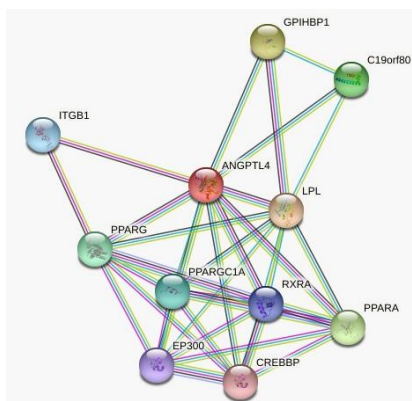 GPIHBP1
C19orf80
ITGB1
ANGPTL4
LPL
PPARG
PPARGC1A
RXRA
PPARA
EP300
CREBBP